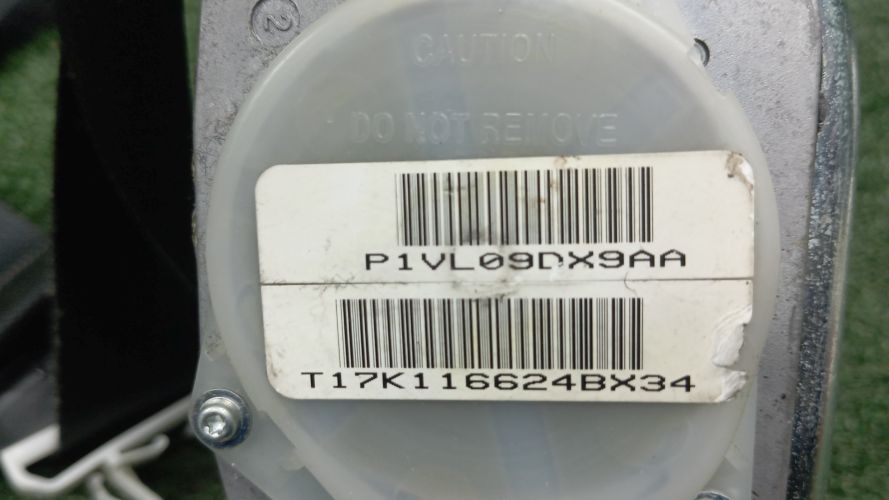 2
CAUTION
DO NOT REMOVE
P1VL09DX9AA
T17K116624BX34